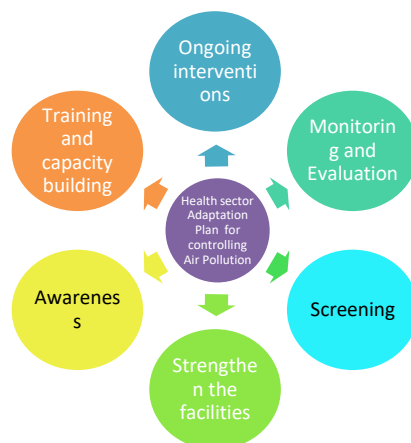 Ongoing
interventi
ons
Training
and
capacity
building
Monitorin
g and
Evaluation
Health sector
Adaptation
Plan for
controlling
Air Pollution
Awarenes
s
Screening
Strengthe
n the
facilities